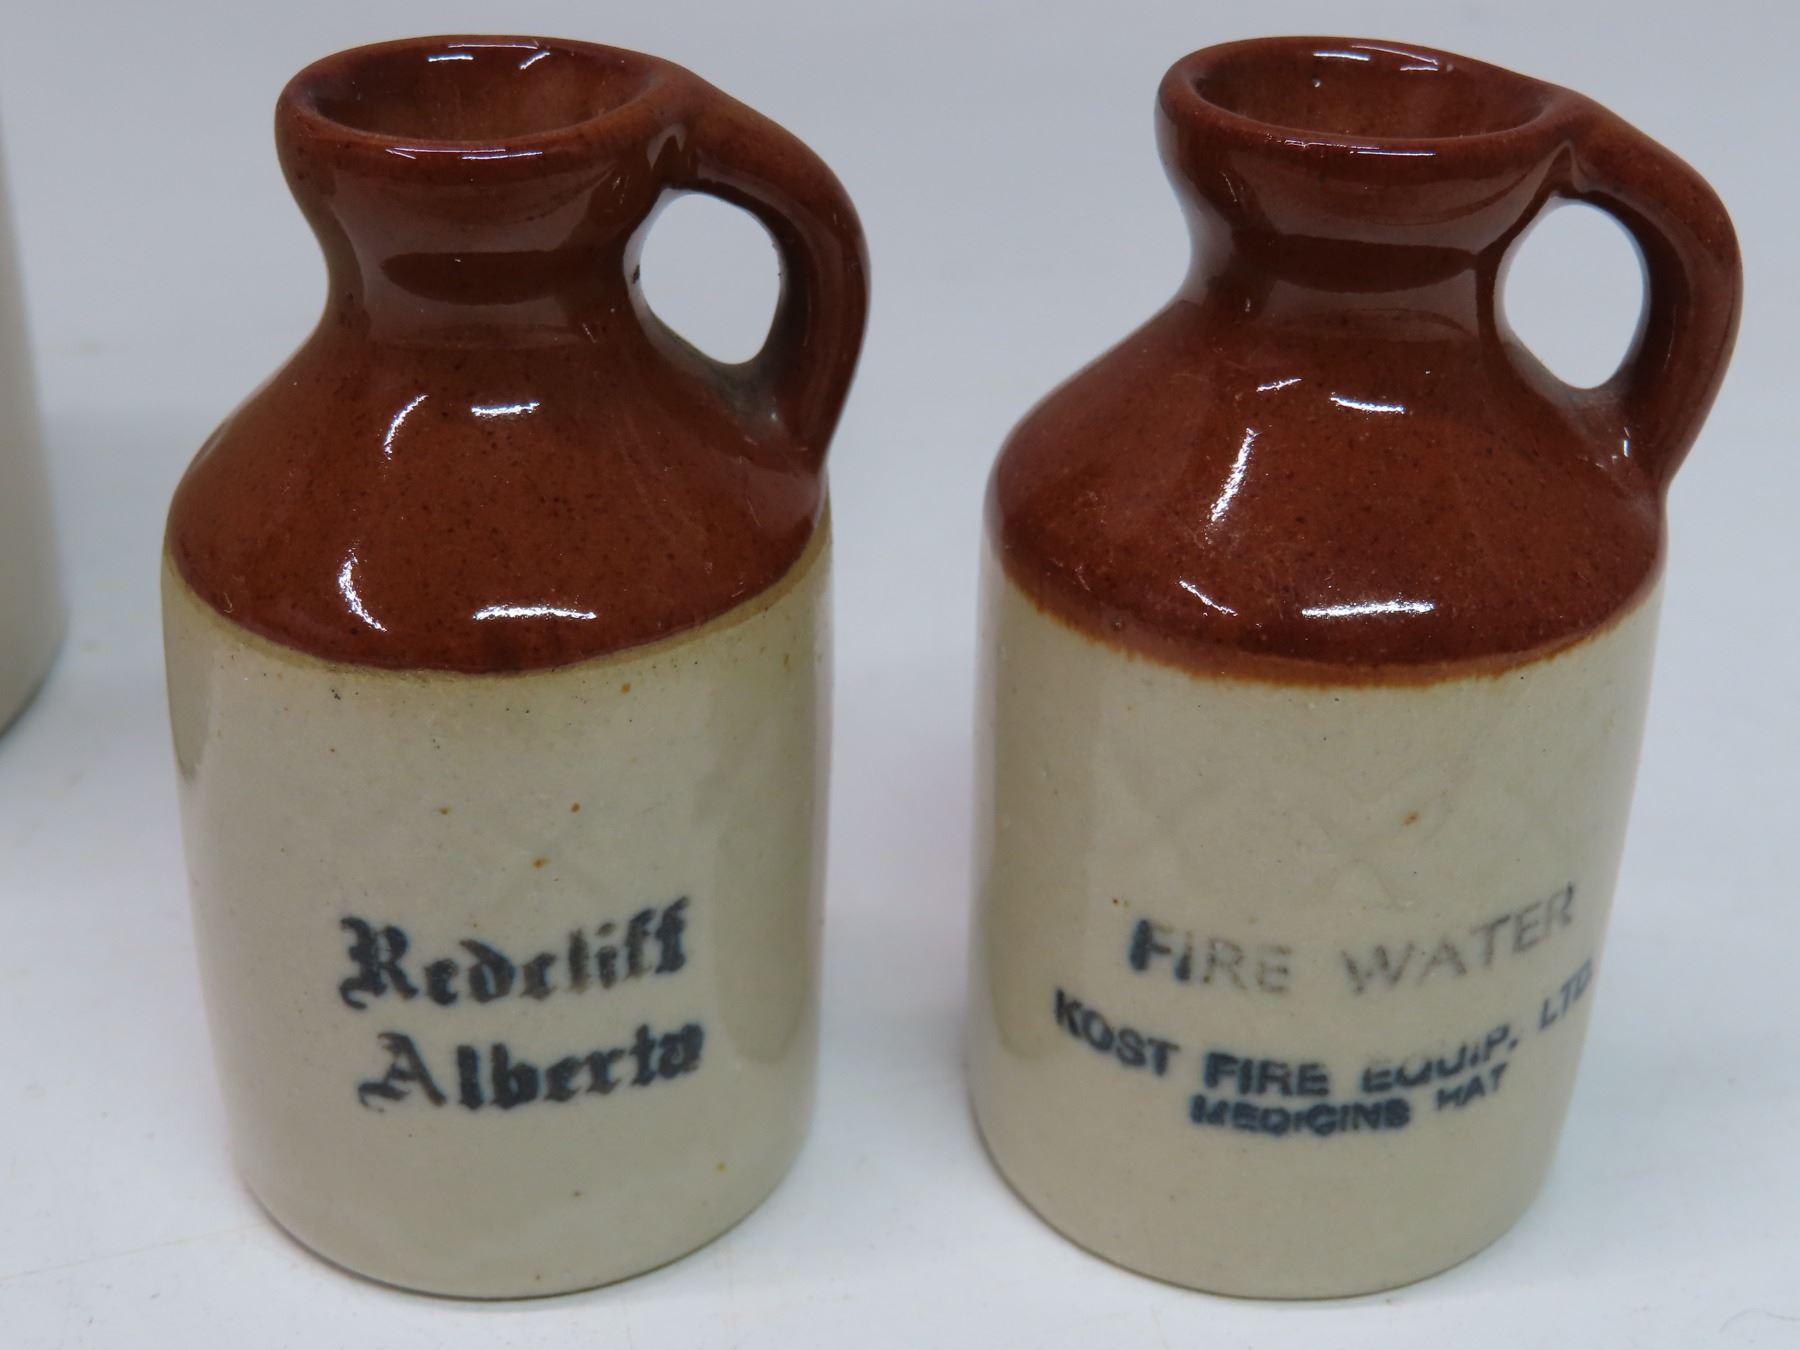 Redcliff
Alberta
FIRE WATER
KOST FIRE EQUIP. LTD.
MEDICINE HAT